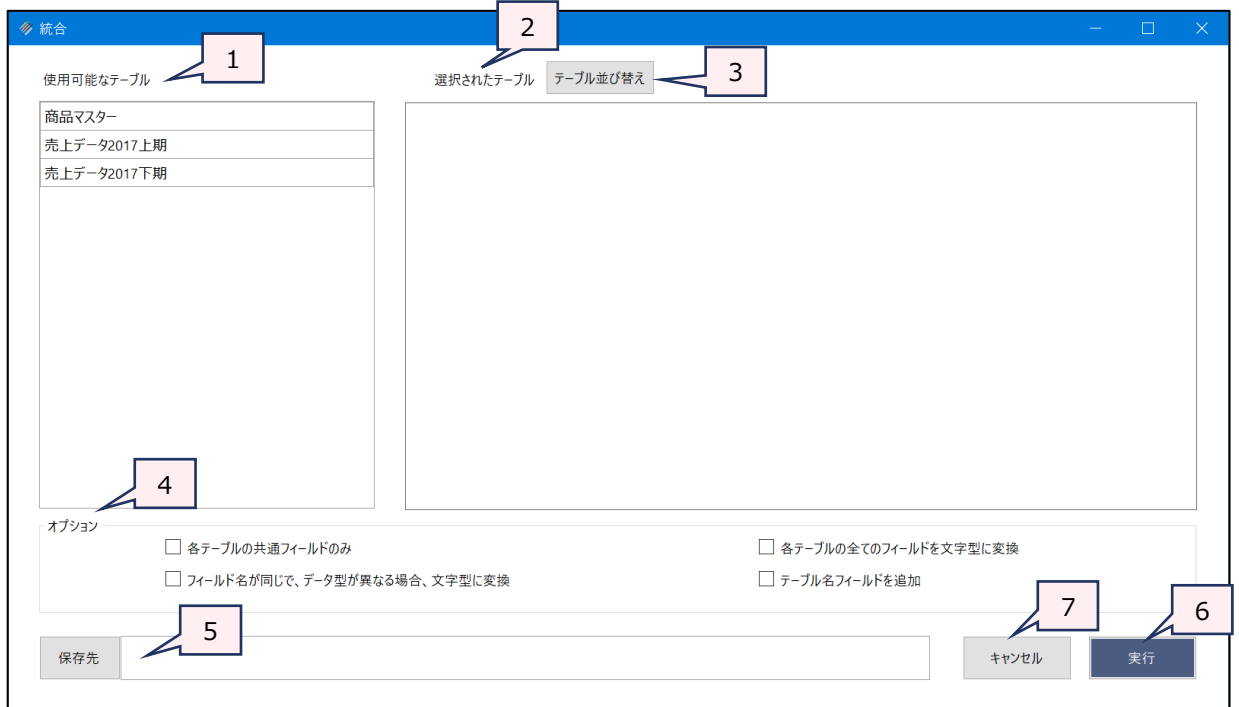 統合
1
2
3
使用可能なテーブル
選択されたテーブル
テーブル並び替え
商品マスター
売上データ2017上期
売上データ2017下期
4
オプション
各テーブルの共通フィールドのみ
各テーブルの全てのフィールドを文字型に変換
フィールド名が同じで、データ型が異なる場合、文字型に変換
テーブル名フィールドを追加
5
7
6
保存先
キャンセル
実行